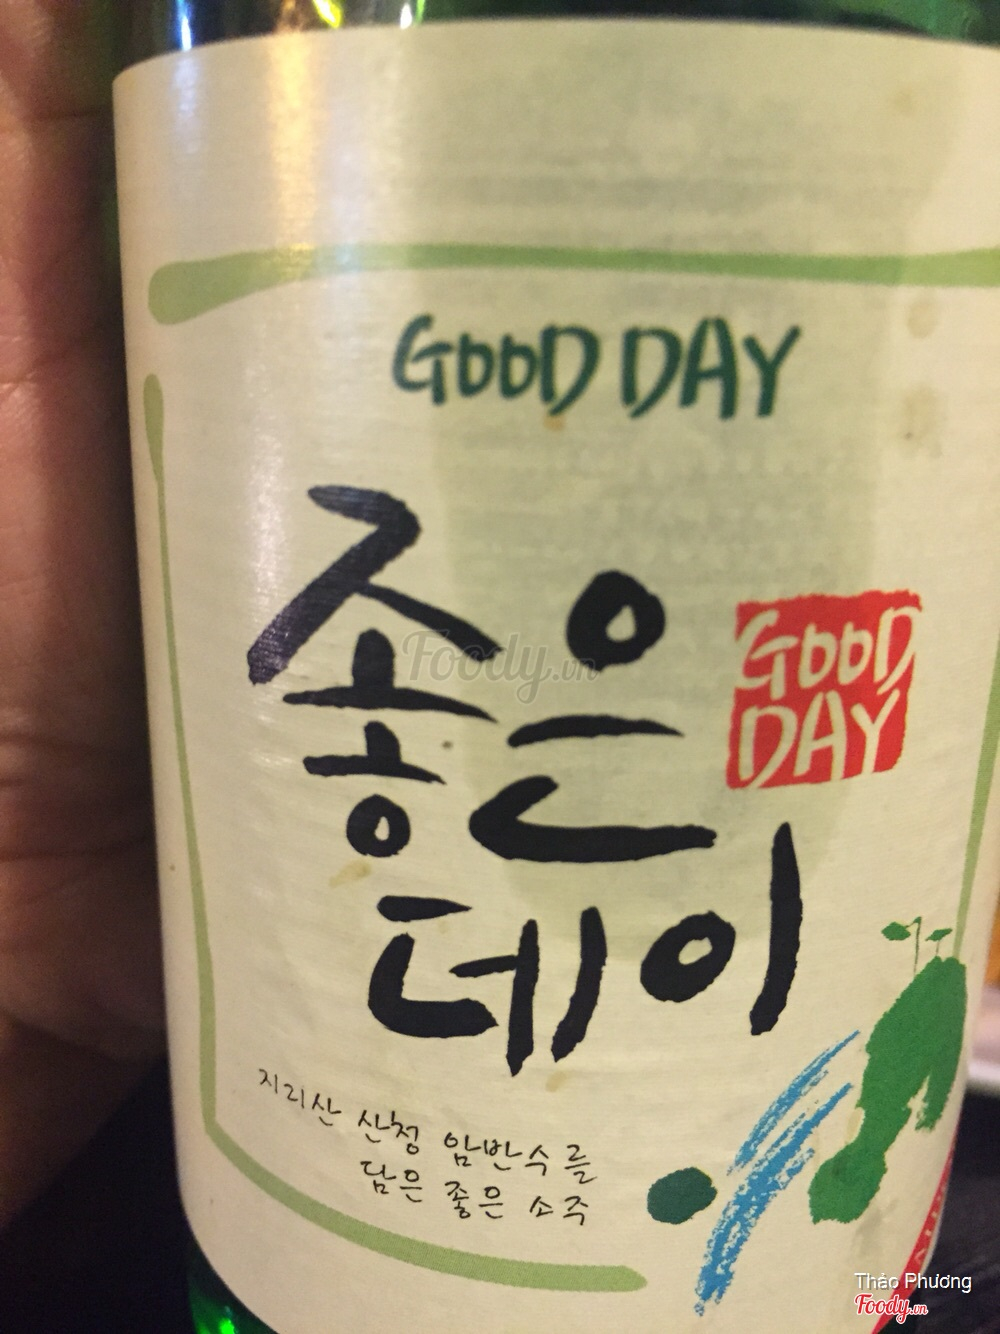 GOOD DAY
좋은
데이
GOOD
DAY
지리산 산청 암반수를
담은 좋은 소주
Foody.vn
Thảo Phương
Foody.vn